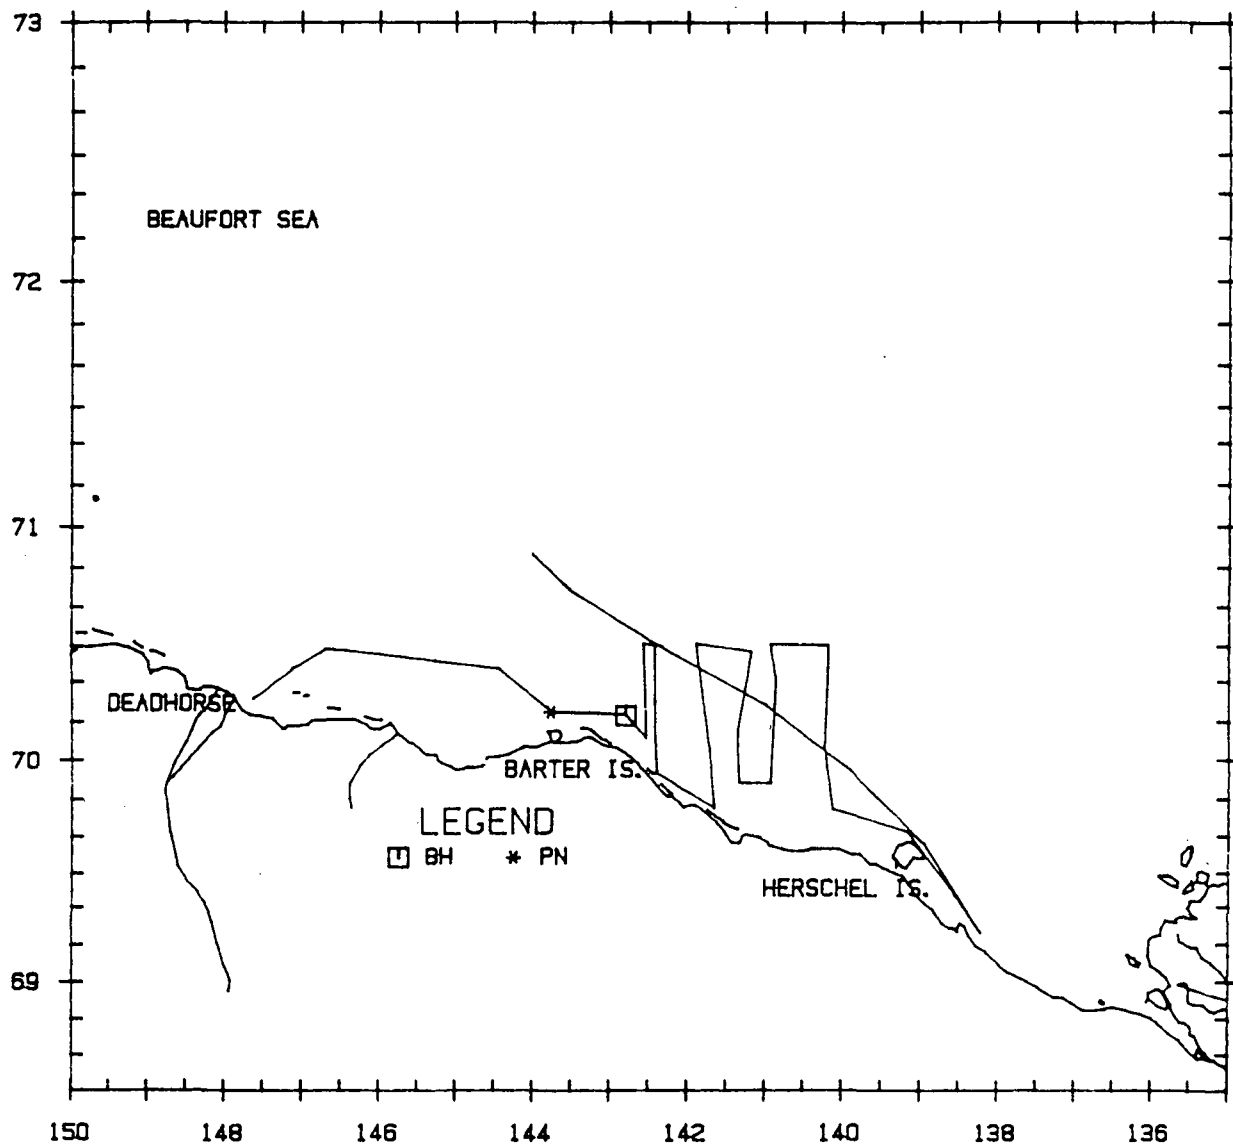 73
BEAUFORT SEA
72
71
DEADHORSE
70
BARTER IS.
LEGEND
BH * PN
HERSCHEL IS.
69
150 148 146 144 142 140 138 136